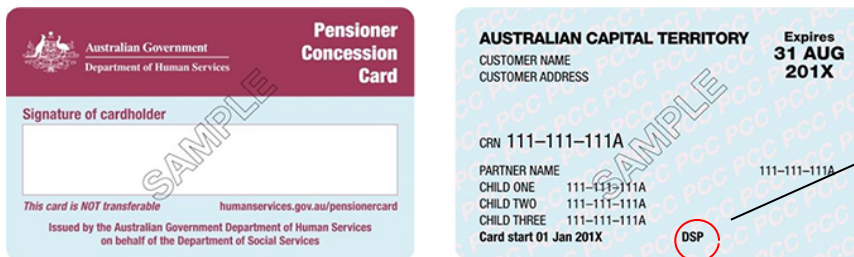 Australian Government
Department of Human Services
Pensioner
Concession
Card
Signature of cardholder
SAMPLE
This card is NOT transferable humanservices.gov.au/pensionercard
Issued by the Australian Government Department of Human Services
on behalf of the Department of Social Services
AUSTRALIAN CAPITAL TERRITORY
Expires
31 AUG
201X
CUSTOMER NAME
CUSTOMER ADDRESS
SAMPLE
CRN 111–111–111A
PARTNER NAME 111–111–111A
CHILD ONE 111–111–111A
CHILD TWO 111–111–111A
CHILD THREE 111–111–111A
Card start 01 Jan 201X DSP